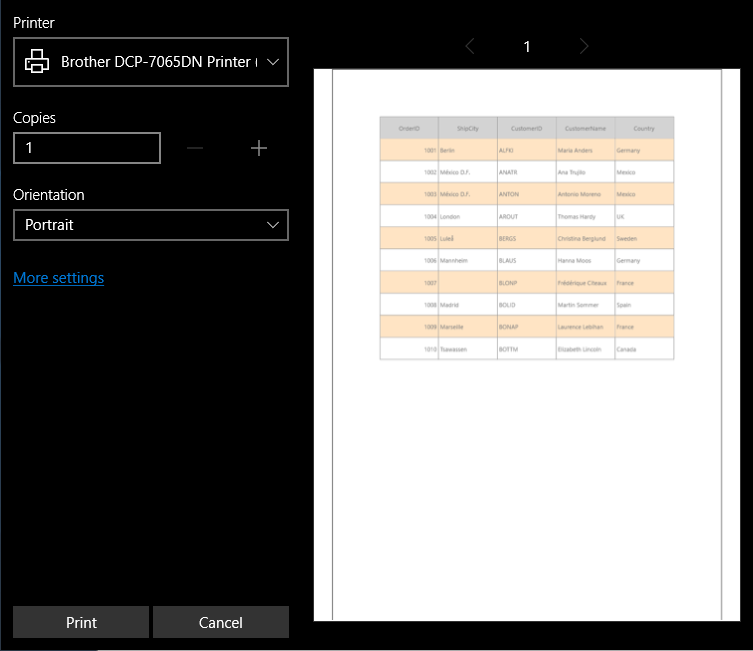 Printer
Brother DCP-7065DN Printer (
Copies
1
Orientation
Portrait
More settings
Print
Cancel
1
OrderID ShipCity CustomerID CustomerName Country
1001 Berlin ALFKI Maria Anders Germany
1002 México D.F. ANATR Ana Trujilo Mexico
1003 México D.F. ANTON Antonio Moreno Mexico
1004 London AROUT Thomas Hardy UK
1005 Luleå BERGS Christina Berglund Sweden
1006 Mannheim BLAUS Hanna Moos Germany
1007 BLONP Frédérique Citeaux France
1008 Madrid BOLID Martin Sommer Spain
1009 Marseille BONAP Laurence Lebihan France
1010 Tsawassen BOTTM Elizabeth Lincoln Canada